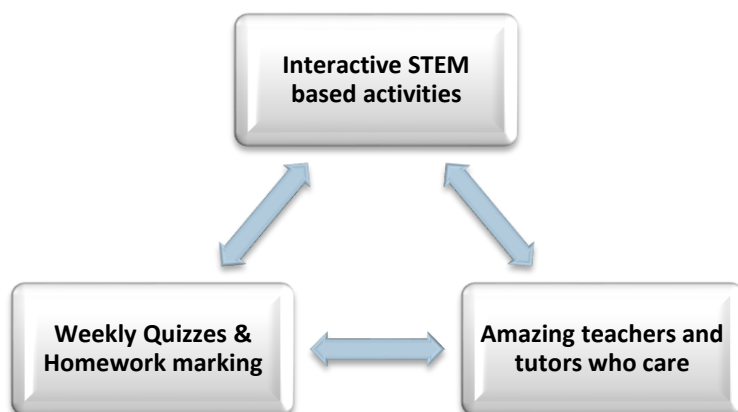 Interactive STEM
based activities
Weekly Quizzes &
Homework marking
Amazing teachers and
tutors who care